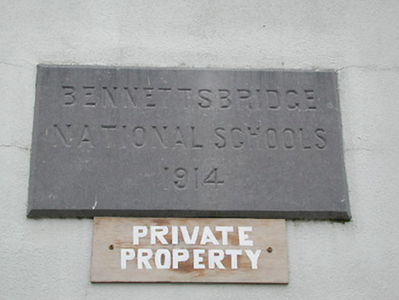 BENNETTSBRIDGE
NATIONAL SCHOOLS
1914
PRIVATE
PROPERTY